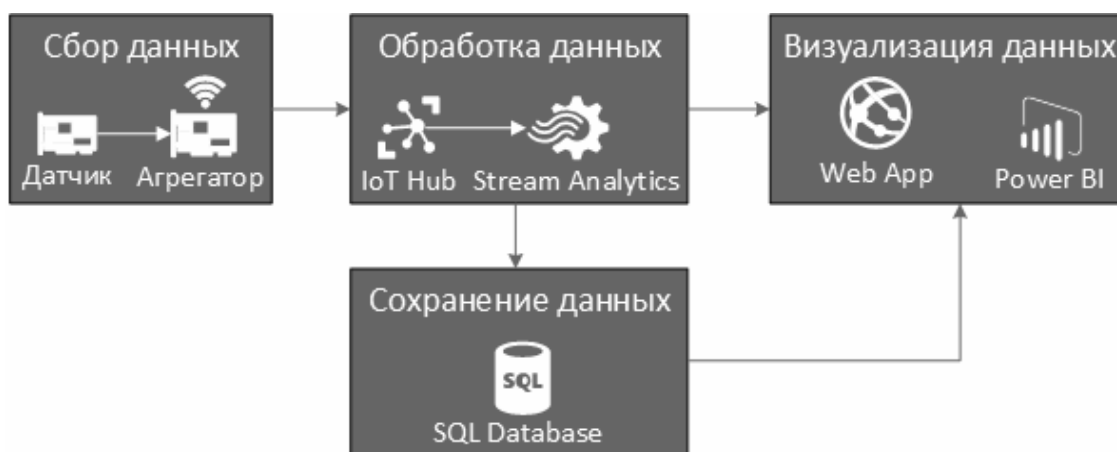 Сбор данных
Датчик
Агрегатор
Обработка данных
IoT Hub
Stream Analytics
Визуализация данных
Web App
Power BI
Сохранение данных
SQL
SQL Database